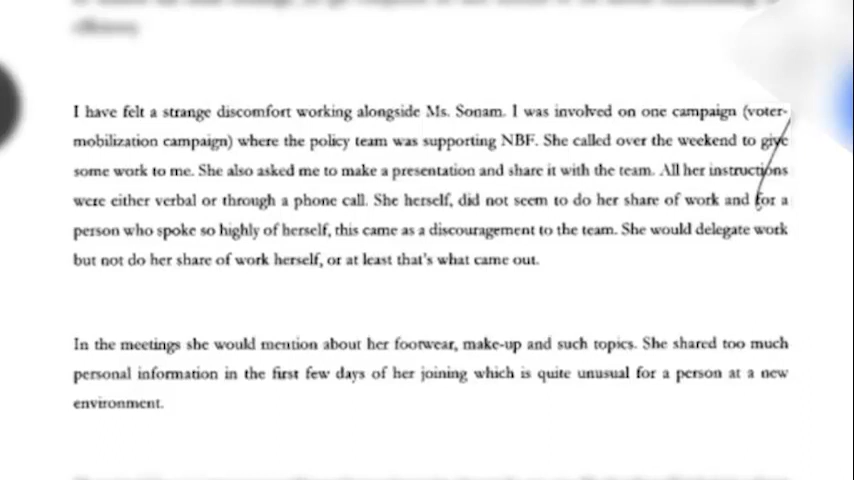 efficiency.
I have felt a strange discomfort working alongside Ms. Sonam. I was involved on one campaign (voter-
mobilization campaign) where the policy team was supporting NBF. She called over the weekend to give
some work to me. She also asked me to make a presentation and share it with the team. All her instructions
were either verbal or through a phone call. She herself, did not seem to do her share of work and for a
person who spoke so highly of herself, this came as a discouragement to the team. She would delegate work
but not do her share of work herself, or at least that's what came out.
In the meetings she would mention about her footwear, make-up and such topics. She shared too much
personal information in the first few days of her joining which is quite unusual for a person at a new
environment.